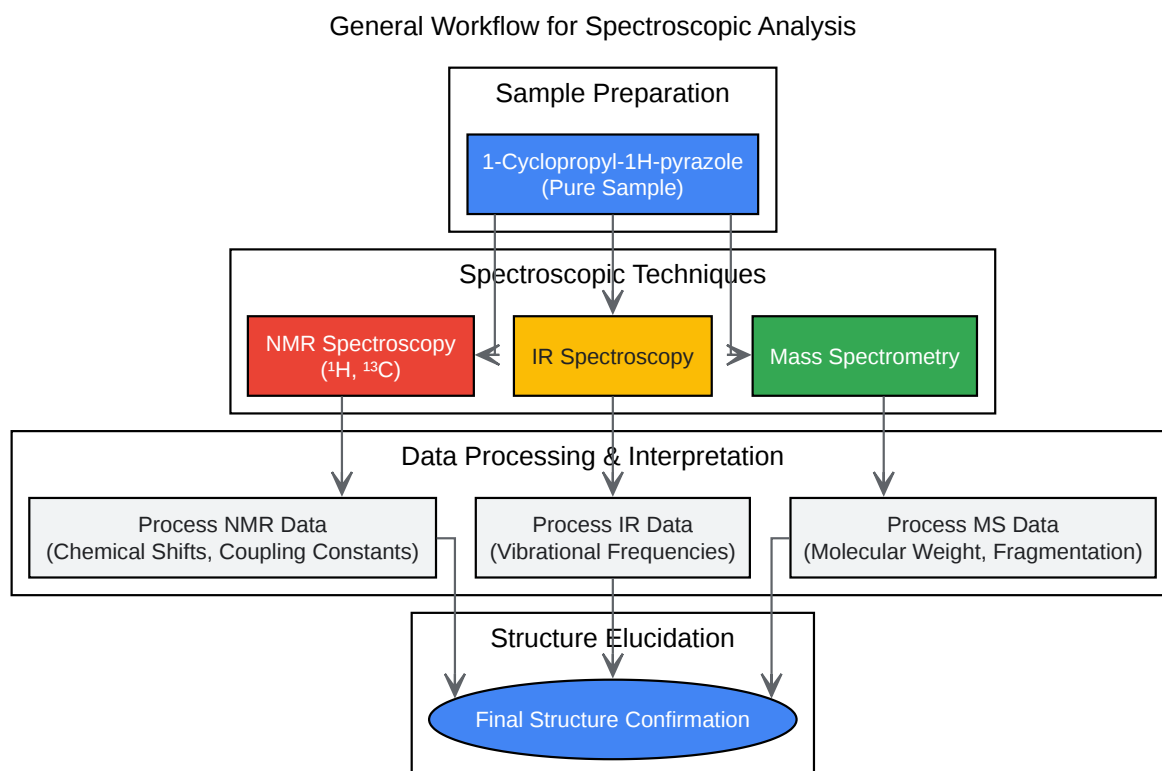 General Workflow for Spectroscopic Analysis
Sample Preparation
1-Cyclopropyl-1H-pyrazole
(Pure Sample)
Spectroscopic Techniques
NMR Spectroscopy
(¹H, ¹³C)
IR Spectroscopy
Mass Spectrometry
Data Processing & Interpretation
Process NMR Data
(Chemical Shifts, Coupling Constants)
Process IR Data
(Vibrational Frequencies)
Process MS Data
(Molecular Weight, Fragmentation)
Structure Elucidation
Final Structure Confirmation